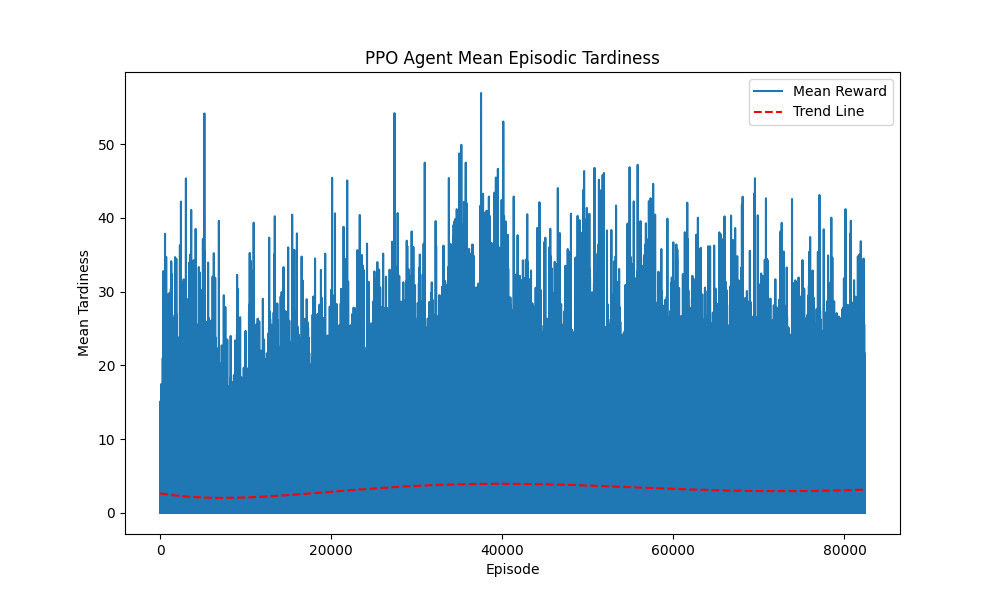 PPO Agent Mean Episodic Tardiness
Mean Reward
Trend Line
Mean Tardiness
50
40
30
20
10
0
0 20000 40000 60000 80000
Episode